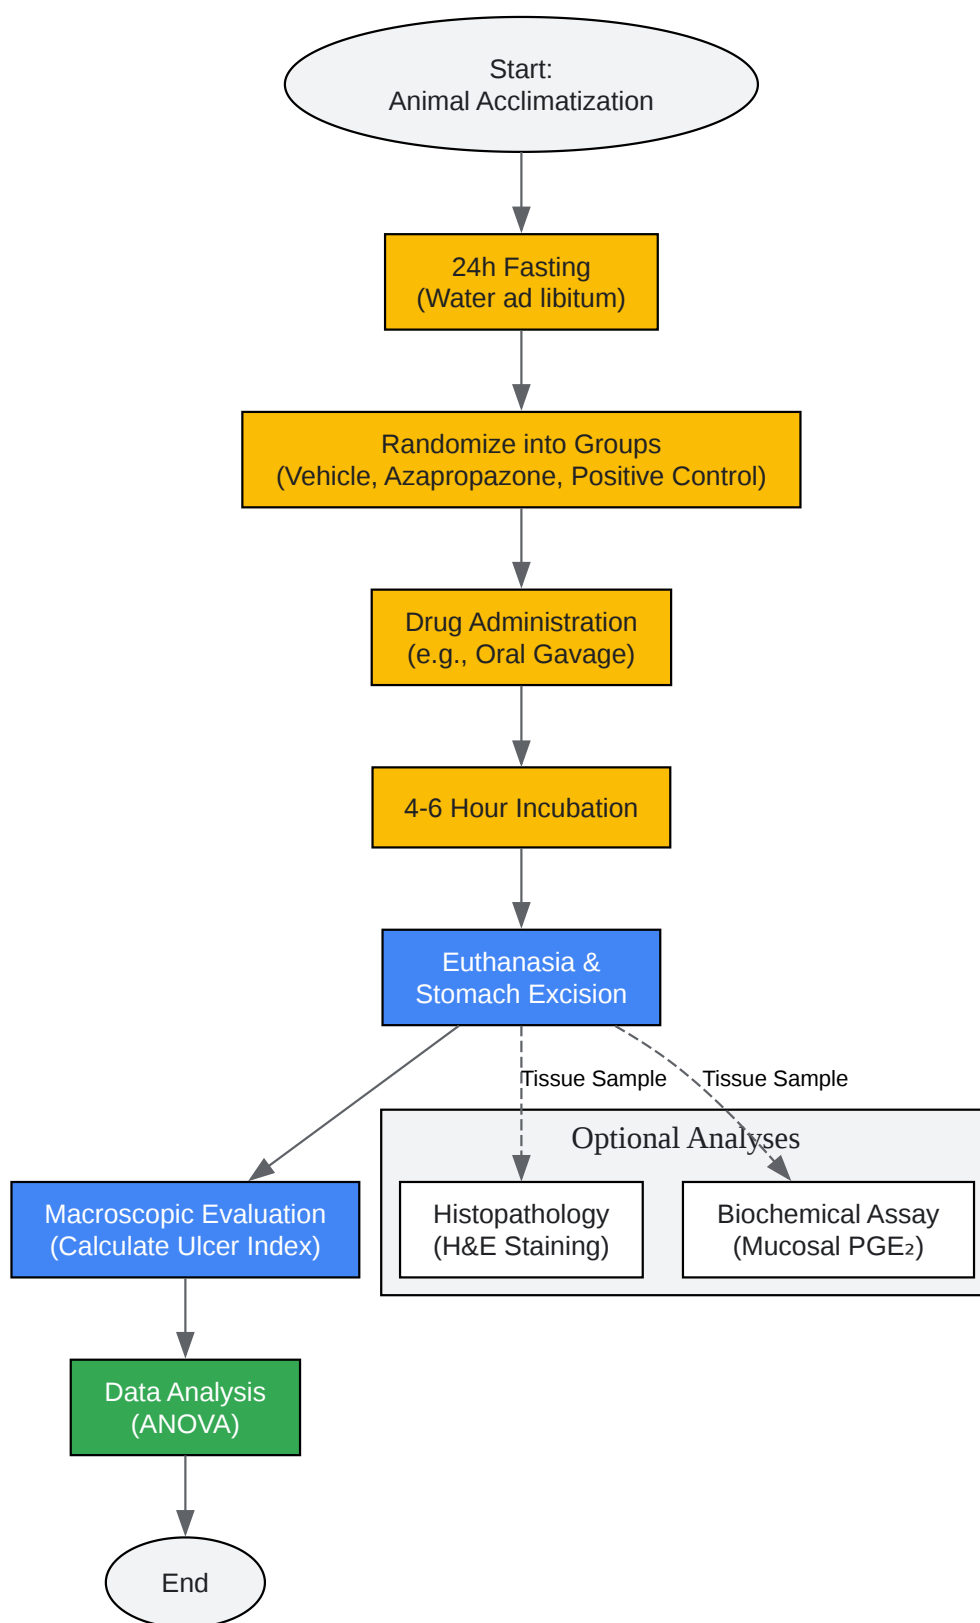 Start:
Animal Acclimatization
24h Fasting
(Water ad libitum)
Randomize into Groups
(Vehicle, Azapropazone, Positive Control)
Drug Administration
(e.g., Oral Gavage)
4-6 Hour Incubation
Euthanasia &
Stomach Excision
Tissue Sample
Tissue Sample
Optional Analyses
Macroscopic Evaluation
(Calculate Ulcer Index)
Histopathology
(H&E Staining)
Biochemical Assay
(Mucosal PGE₂)
Data Analysis
(ANOVA)
End